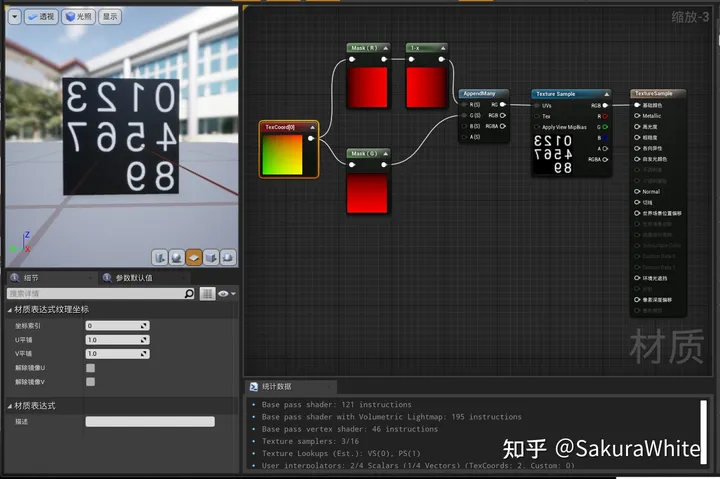 透视
光照
显示
缩放-3
0123
4567
89
TexCoord[0]
Mask ( R )
1-x
Mask ( G )
AppendMany
R (S)
RG
G (S)
RGB
B (S)
RGBA
A (S)
Texture Sample
UVs
RGB
Tex
R
Apply View MipBias
G
B
A
RGBA
0123
4567
89
TextureSample
基础颜色
Metallic
高光度
粗糙度
各向异性
自发光颜色
Normal
切线
世界场景位置偏移
环境光遮挡
像素深度偏移
材质
细节
参数默认值
搜索详情
材质表达式纹理坐标
坐标索引
0
U平铺
1.0
V平铺
1.0
解除镜像U
解除镜像V
材质表达式
描述
统计数据
Base pass shader: 121 instructions
Base pass shader with Volumetric Lightmap: 195 instructions
Base pass vertex shader: 46 instructions
Texture samplers: 3/16
Texture Lookups (Est.): VS(0), PS(1)
User interpolators: 2/4 Scalars (1/4 Vectors) (TexCoords: 2, Custom: 0)
知乎 @SakuraWhite